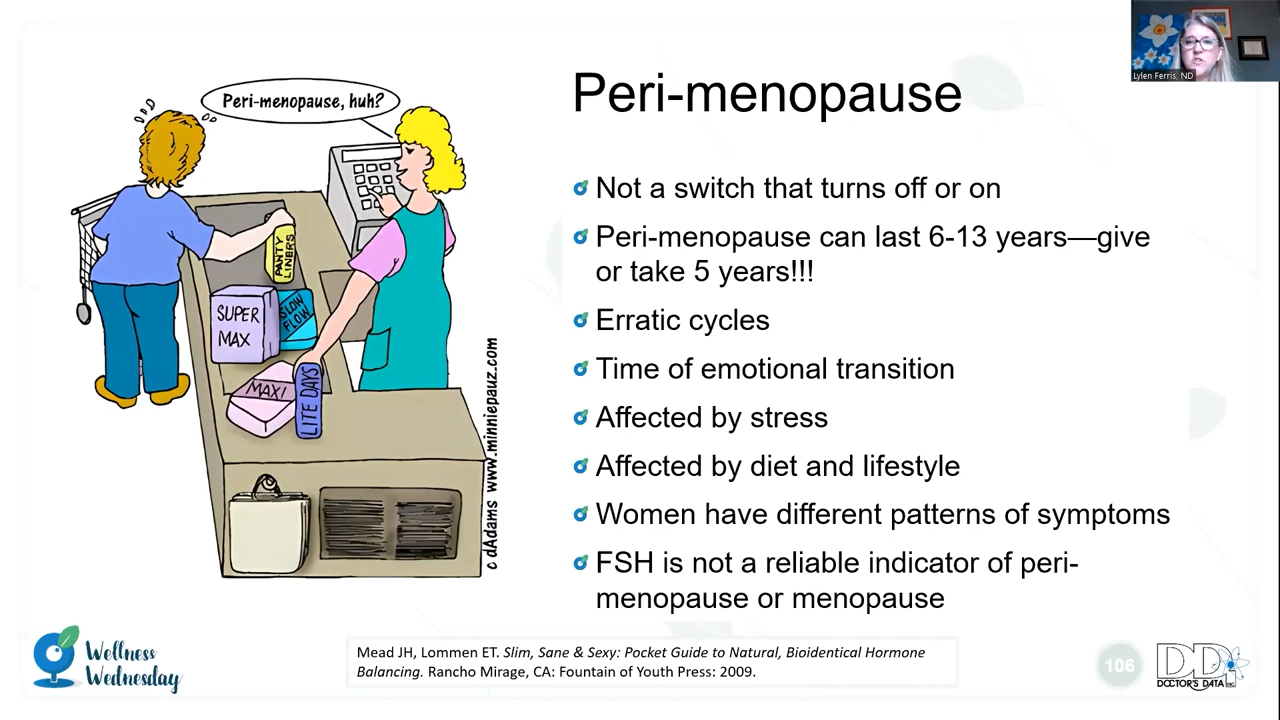 Lylen Ferris, ND
Peri-menopause, huh?
PANTY
LINERS
SUPER
MAX
SLOW
FLOW
MAXI
LITE DAYS
© dAdams www.minniepauz.com
Peri-menopause
Not a switch that turns off or on
Peri-menopause can last 6-13 years—give
or take 5 years!!!
Erratic cycles
Time of emotional transition
Affected by stress
Affected by diet and lifestyle
Women have different patterns of symptoms
FSH is not a reliable indicator of peri-
menopause or menopause
Wellness
Wednesday
Mead JH, Lommen ET. Slim, Sane & Sexy: Pocket Guide to Natural, Bioidentical Hormone
Balancing. Rancho Mirage, CA: Fountain of Youth Press: 2009.
106
DDI
DOCTOR'S DATA INC.